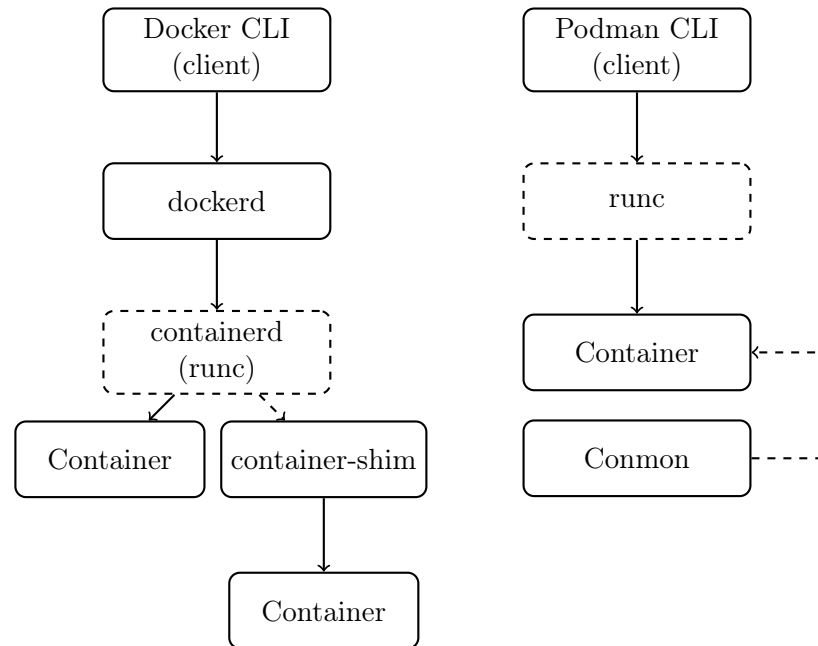 Docker CLI
(client)
dockerd
containerd
(runc)
Container
container-shim
Container
Podman CLI
(client)
runc
Container
Conmon